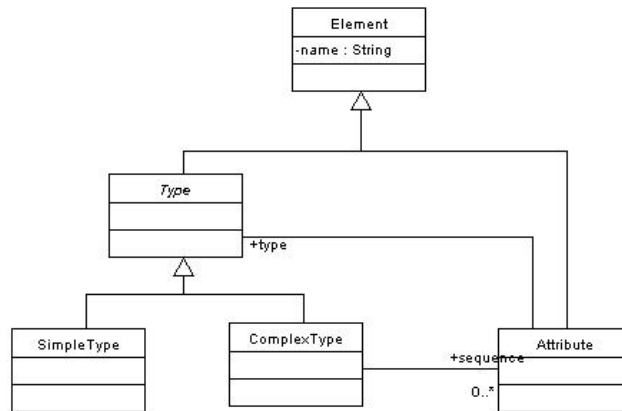 Element
-name : String
Type
+type
SimpleType
ComplexType
Attribute
+sequence
0..*